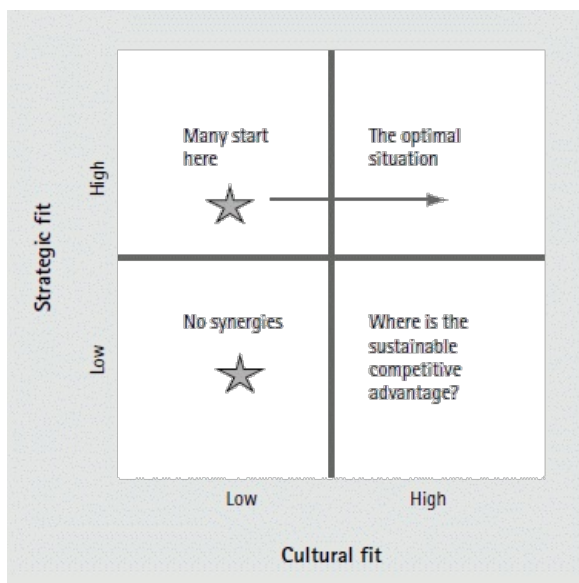 Many start
here
The optimal
situation
High
Strategic fit
No synergies
Where is the
sustainable
competitive
advantage?
Low
Low
High
Cultural fit